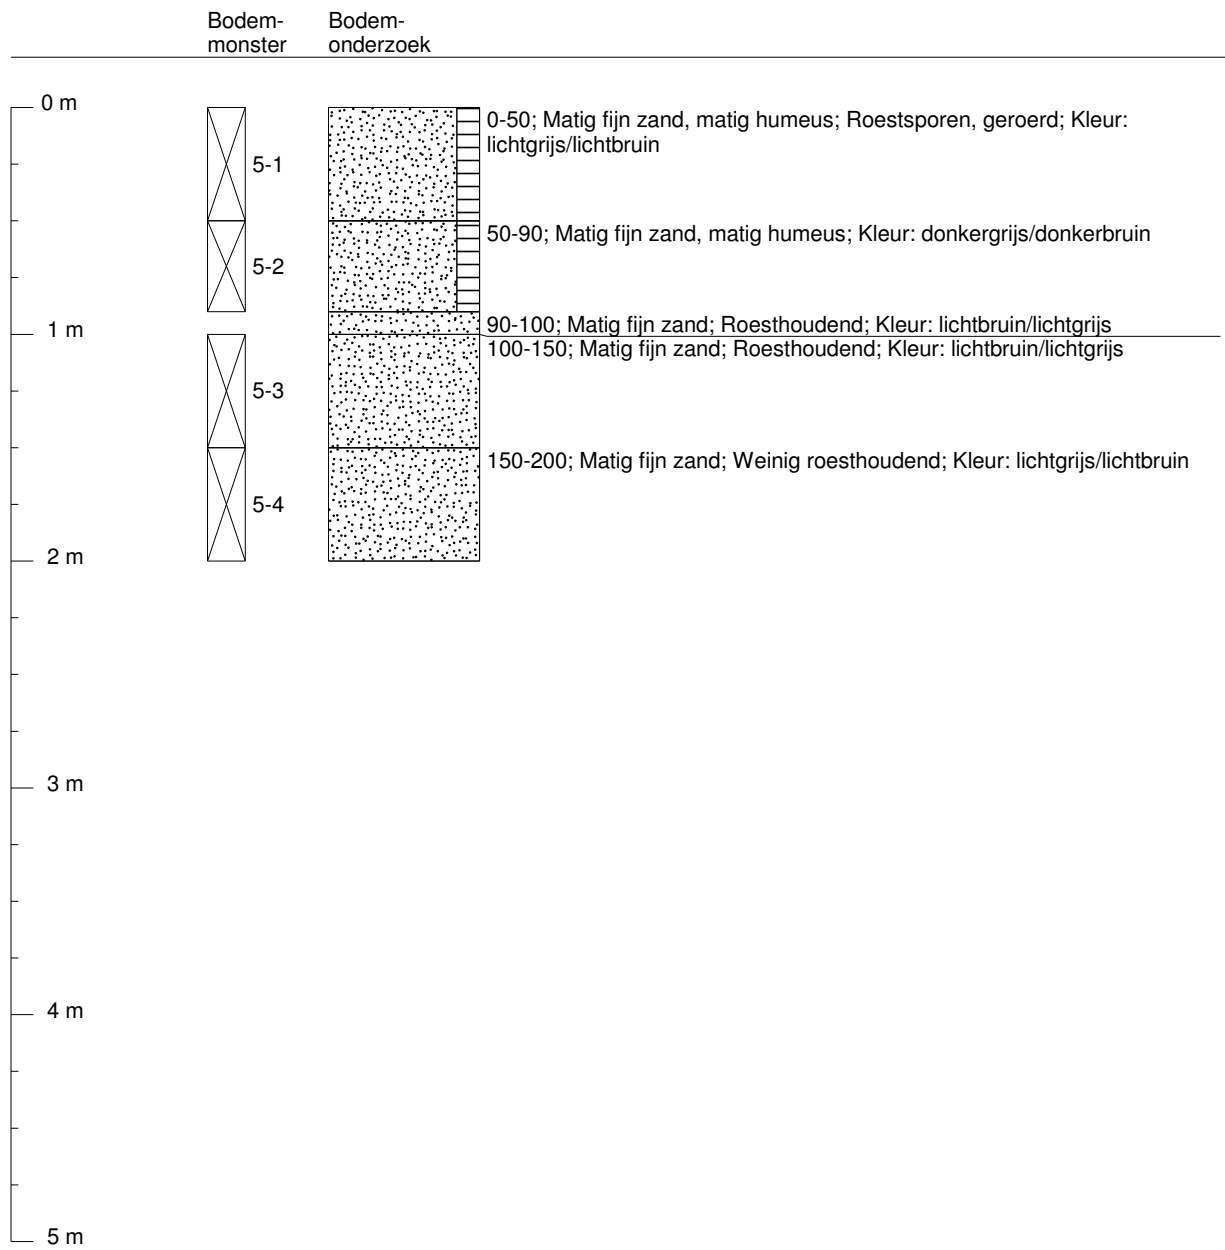 Bodem-
monster
Bodem-
onderzoek
0 m
0-50; Matig fijn zand, matig humeus; Roestsporen, geroerd; Kleur:
lichtgrijs/lichtbruin
5-1
50-90; Matig fijn zand, matig humeus; Kleur: donkergrijs/donkerbruin
5-2
90-100; Matig fijn zand; Roesthoudend; Kleur: lichtbruin/lichtgrijs
1 m
100-150; Matig fijn zand; Roesthoudend; Kleur: lichtbruin/lichtgrijs
5-3
150-200; Matig fijn zand; Weinig roesthoudend; Kleur: lichtgrijs/lichtbruin
5-4
2 m
3 m
4 m
5 m